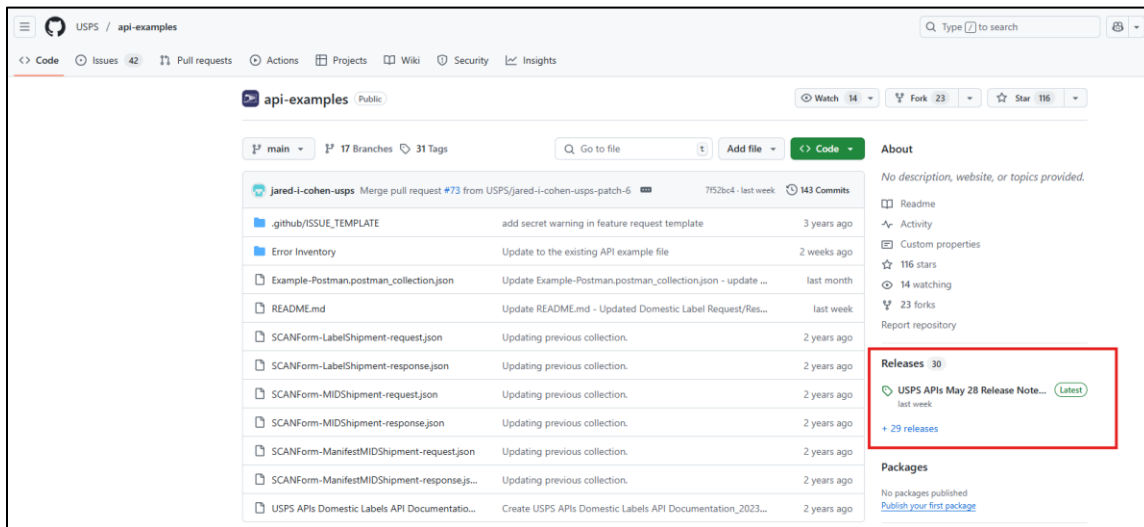 USPS / api-examples
Type / to search
Code Issues 42 Pull requests Actions Projects Wiki Security Insights
api-examples Public
Watch 14 Fork 23 Star 116
main 17 Branches 31 Tags
Go to file t Add file Code
jared-i-cohen-usps Merge pull request #73 from USPS/jared-i-cohen-usps-patch-6 7f52bc4 · last week 143 Commits
.github/ISSUE_TEMPLATE add secret warning in feature request template 3 years ago
Error Inventory Update to the existing API example file 2 weeks ago
Example-Postman.postman_collection.json Update Example-Postman.postman_collection.json - update ... last month
README.md Update README.md - Updated Domestic Label Request/Res... last week
SCANForm-LabelShipment-request.json Updating previous collection. 2 years ago
SCANForm-LabelShipment-response.json Updating previous collection. 2 years ago
SCANForm-MIDShipment-request.json Updating previous collection. 2 years ago
SCANForm-MIDShipment-response.json Updating previous collection. 2 years ago
SCANForm-ManifestMIDShipment-request.json Updating previous collection. 2 years ago
SCANForm-ManifestMIDShipment-response.js... Updating previous collection. 2 years ago
USPS APIs Domestic Labels API Documentatio... Create USPS APIs Domestic Labels API Documentation_2023... 2 years ago
About
No description, website, or topics provided.
Readme
Activity
Custom properties
116 stars
14 watching
23 forks
Report repository
Releases 30
USPS APIs May 28 Release Note... Latest
last week
+ 29 releases
Packages
No packages published
Publish your first package